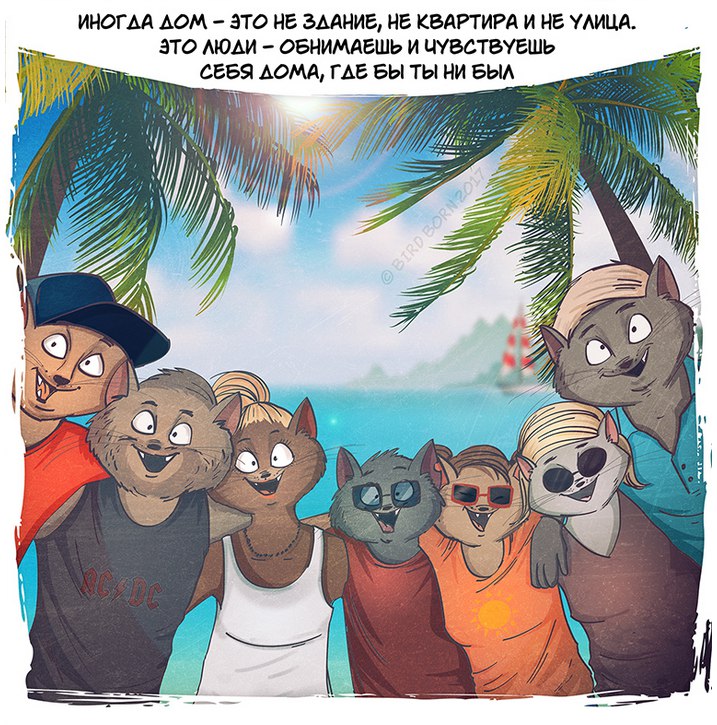 ИНОГДА ДОМ – ЭТО НЕ ЗДАНИЕ, НЕ КВАРТИРА И НЕ УЛИЦА.
ЭТО ЛЮДИ – ОБНИМАЕШЬ И ЧУВСТВУЕШЬ
СЕБЯ ДОМА, ГДЕ БЫ ТЫ НИ БЫЛ
© BIRD BORN 2017
AC⚡DC